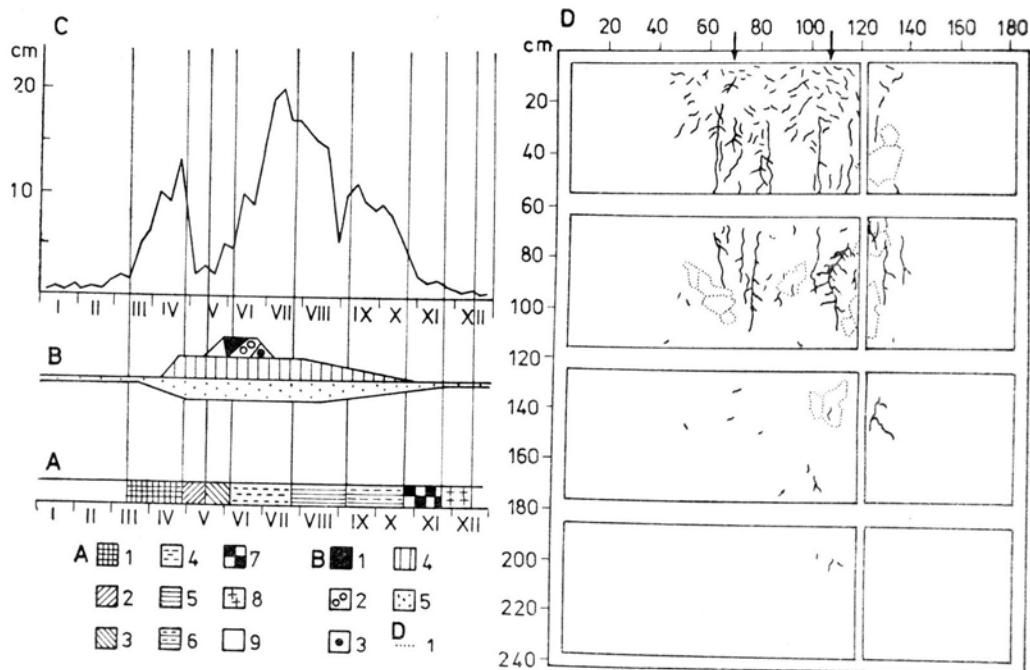 C
cm
20
10
I II III IV V VI VII VIII IX X XI XII
B
A
I II III IV V VI VII VIII IX X XI XII
A 1 4 7 B 1 4
2 5 8 2 5
3 6 9 3 D 1
D
20 40 60 80 100 120 140 160 180
cm
20
40
60
80
100
120
cm
140
160
180
200
220
240